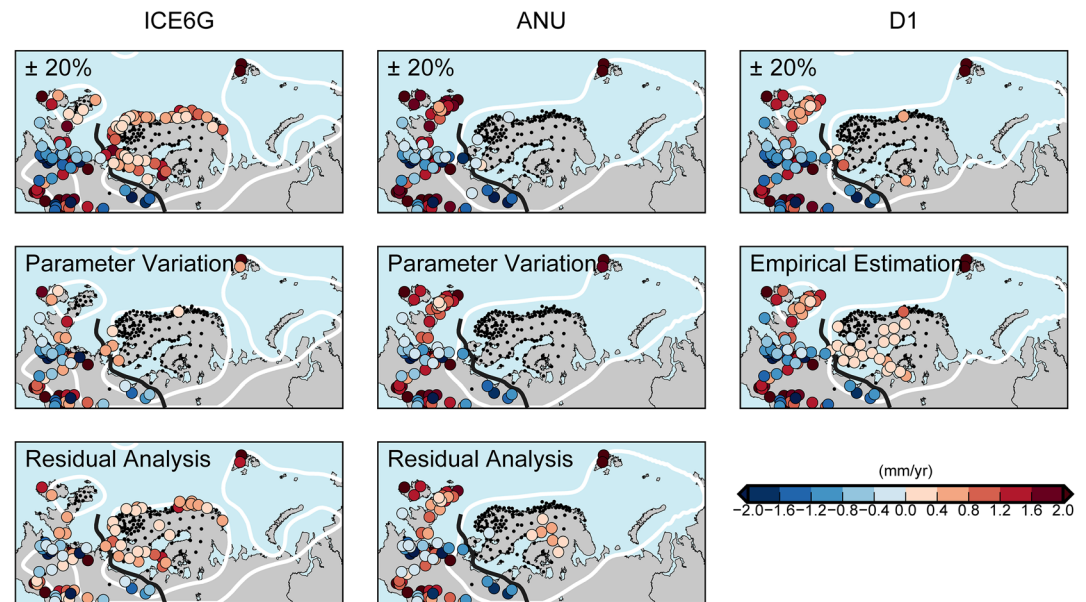 ICE6G
ANU
D1
± 20%
± 20%
± 20%
Parameter Variation
Parameter Variation
Empirical Estimation
Residual Analysis
Residual Analysis
(mm/yr)
−2.0−1.6−1.2−0.8−0.4 0.0 0.4 0.8 1.2 1.6 2.0